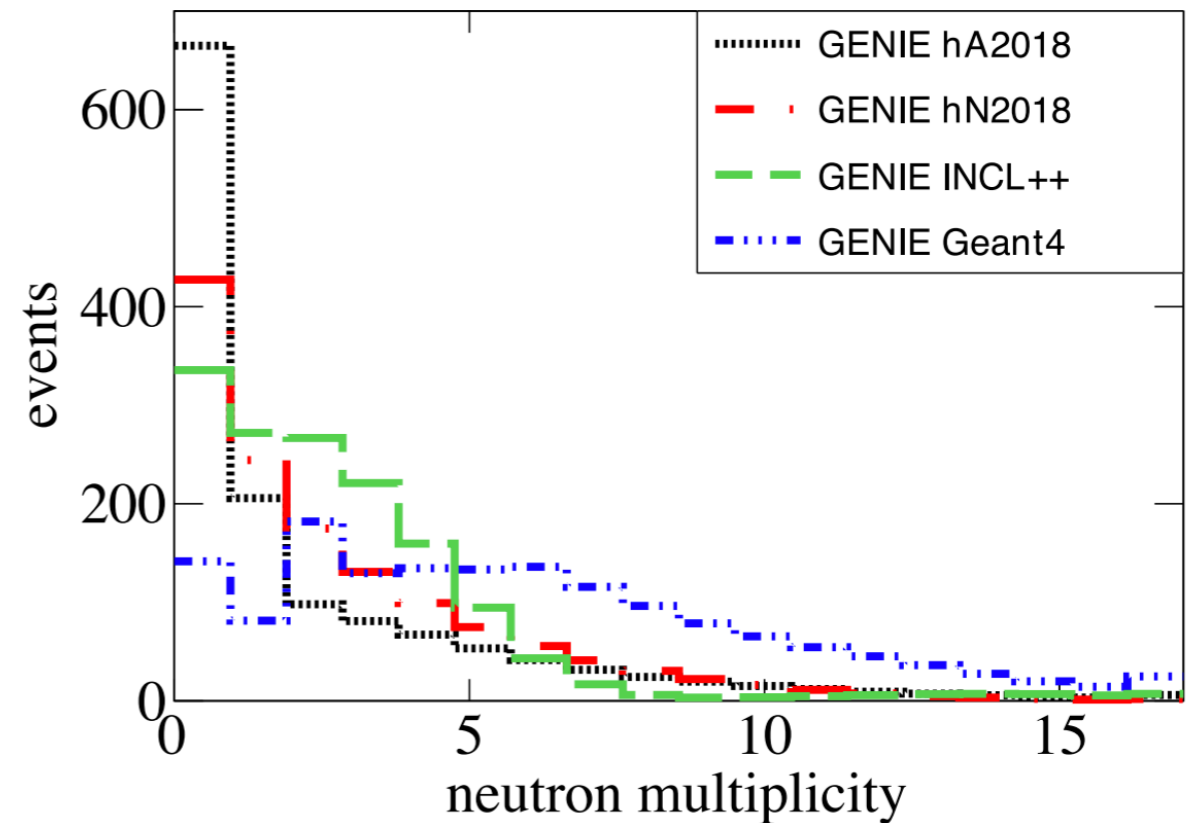 GENIE hA2018
GENIE hN2018
GENIE INCL++
GENIE Geant4
600
400
200
0
events
0 5 10 15
neutron multiplicity